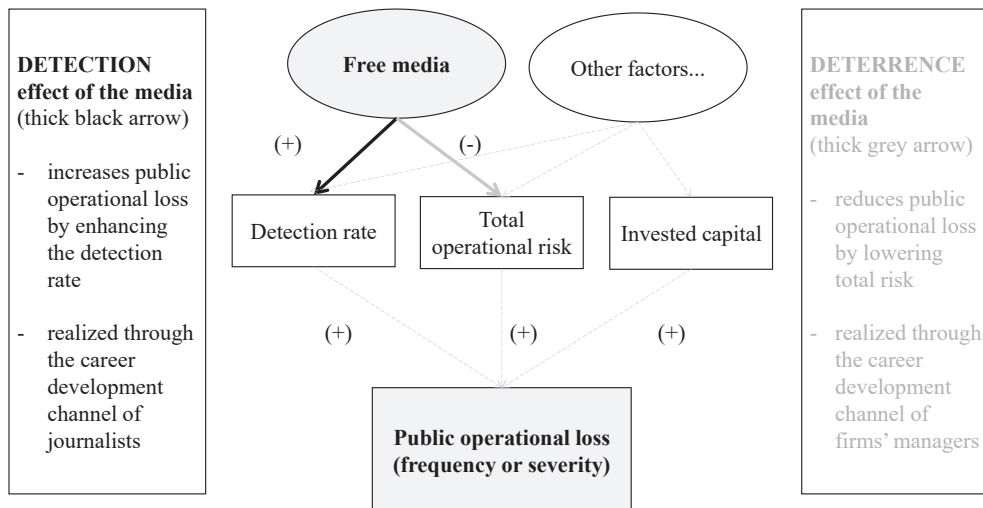 DETECTION
effect of the media
(thick black arrow)
- increases public
operational loss
by enhancing
the detection
rate
- realized through
the career
development
channel of
journalists
Free media
Other factors...
(+)
(-)
Detection rate
Total
operational risk
Invested capital
(+)
(+)
(+)
Public operational loss
(frequency or severity)
DETERRENCE
effect of the
media
(thick grey arrow)
- reduces public
operational loss
by lowering
total risk
- realized through
the career
development
channel of
firms' managers